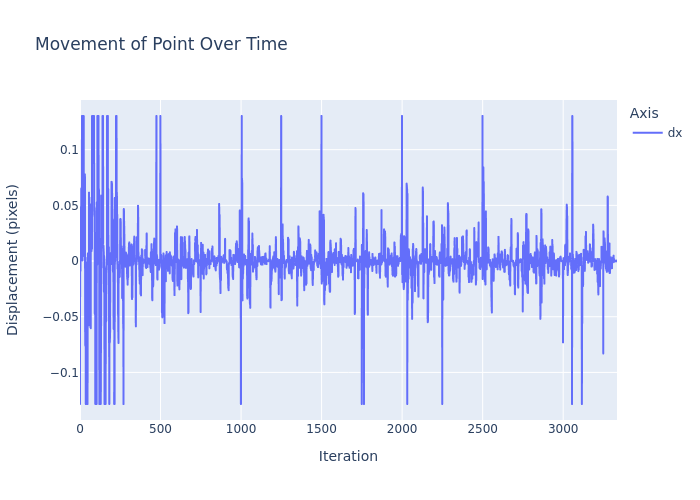 Movement of Point Over Time
Axis
dx
Displacement (pixels)
0.1
0.05
0
−0.05
−0.1
0
500
1000
1500
2000
2500
3000
Iteration